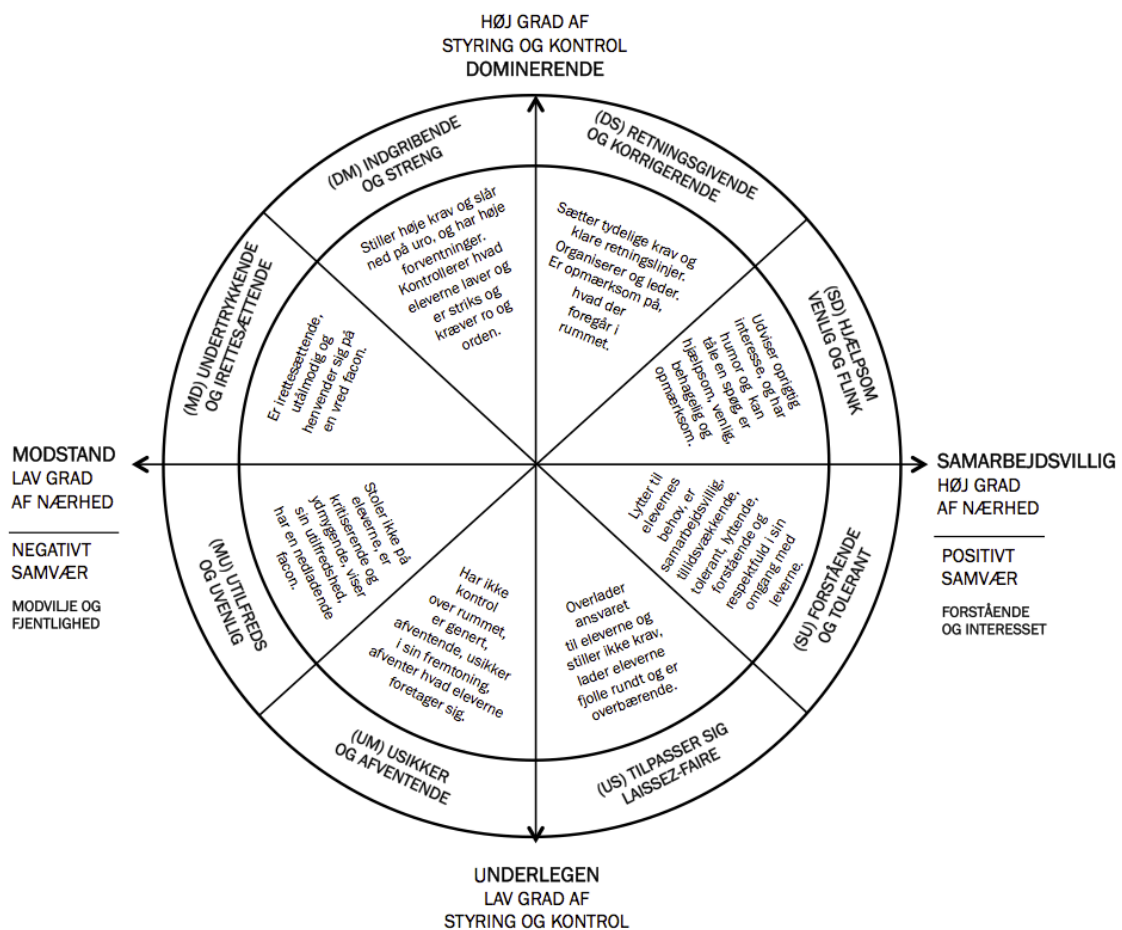 HØJ GRAD AF
STYRING OG KONTROL
DOMINERENDE
(DM) INDGRIBENDE
OG STRENG
(DS) RETNINGSGIVENDE
OG KORRIGERENDE
Stiller høje krav og slår
ned på uro, og har høje
forventninger.
Kontrollerer hvad
eleverne laver og
er striks og
kræver ro og
orden.
Sætter tydelige krav og
klare retningslinjer.
Organiserer og leder.
Er opmærksom på,
hvad der
foregår i
rummet.
(MD) UNDERTRYKKENDE
OG IRETTESÆTTENDE
Er irettesættende,
utålmodig og
henvender sig på
en vred facon.
(SD) HJÆLPSOM
VENLIG OG FLINK
Udviser oprigtig
interesse, og har
humor og kan
tåle en spøg, er
hjælpsom, venlig,
behagelig og
opmærksom.
MODSTAND
LAV GRAD
AF NÆRHED
NEGATIVT
SAMVÆR
MODVILJE OG
FJENTLIGHED
SAMARBEJDSVILLIG
HØJ GRAD
AF NÆRHED
POSITIVT
SAMVÆR
FORSTÅENDE
OG INTERESSET
(MU) UTILFREDS
OG UVENLIG
Stoler ikke på
eleverne, er
kritiserende og
ydmygende, viser
sin utilfredshed,
har en nedladende
facon.
Lytter til
elevernes
behov, er
samarbejdsvillig,
tillidsvækkende,
tolerant, lyttende,
forstående og
respektfuld i sin
omgang med
leverne.
(SU) FORSTÅENDE
OG TOLERANT
Har ikke
kontrol
over rummet,
er genert,
afventende, usikker
i sin fremtoning,
afventer hvad eleverne
foretager sig.
Overlader
ansvaret
til eleverne og
stiller ikke krav,
lader eleverne
fjolle rundt og er
overbærende.
(UM) USIKKER
OG AFVENTENDE
(US) TILPASSER SIG
LAISSEZ-FAIRE
UNDERLEGEN
LAV GRAD AF
STYRING OG KONTROL